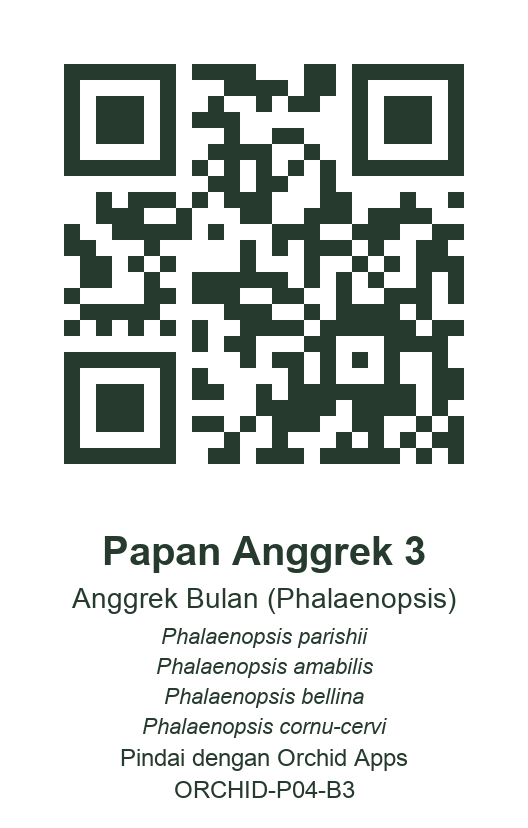 Papan Anggrek 3
Anggrek Bulan (Phalaenopsis)
Phalaenopsis parishii
Phalaenopsis amabilis
Phalaenopsis bellina
Phalaenopsis cornu-cervi
Pindai dengan Orchid Apps
ORCHID-P04-B3